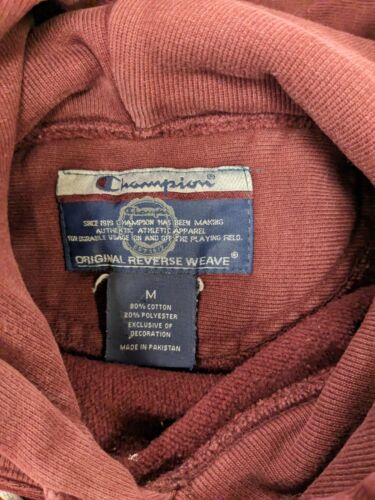 Champion®
SINCE 1919 CHAMPION HAS BEEN MAKING
AUTHENTIC ATHLETIC APPAREL
FOR DURABLE USAGE ON AND OFF THE PLAYING FIELD.
ORIGINAL REVERSE WEAVE®
M
80% COTTON
20% POLYESTER
EXCLUSIVE OF
DECORATION
MADE IN PAKISTAN